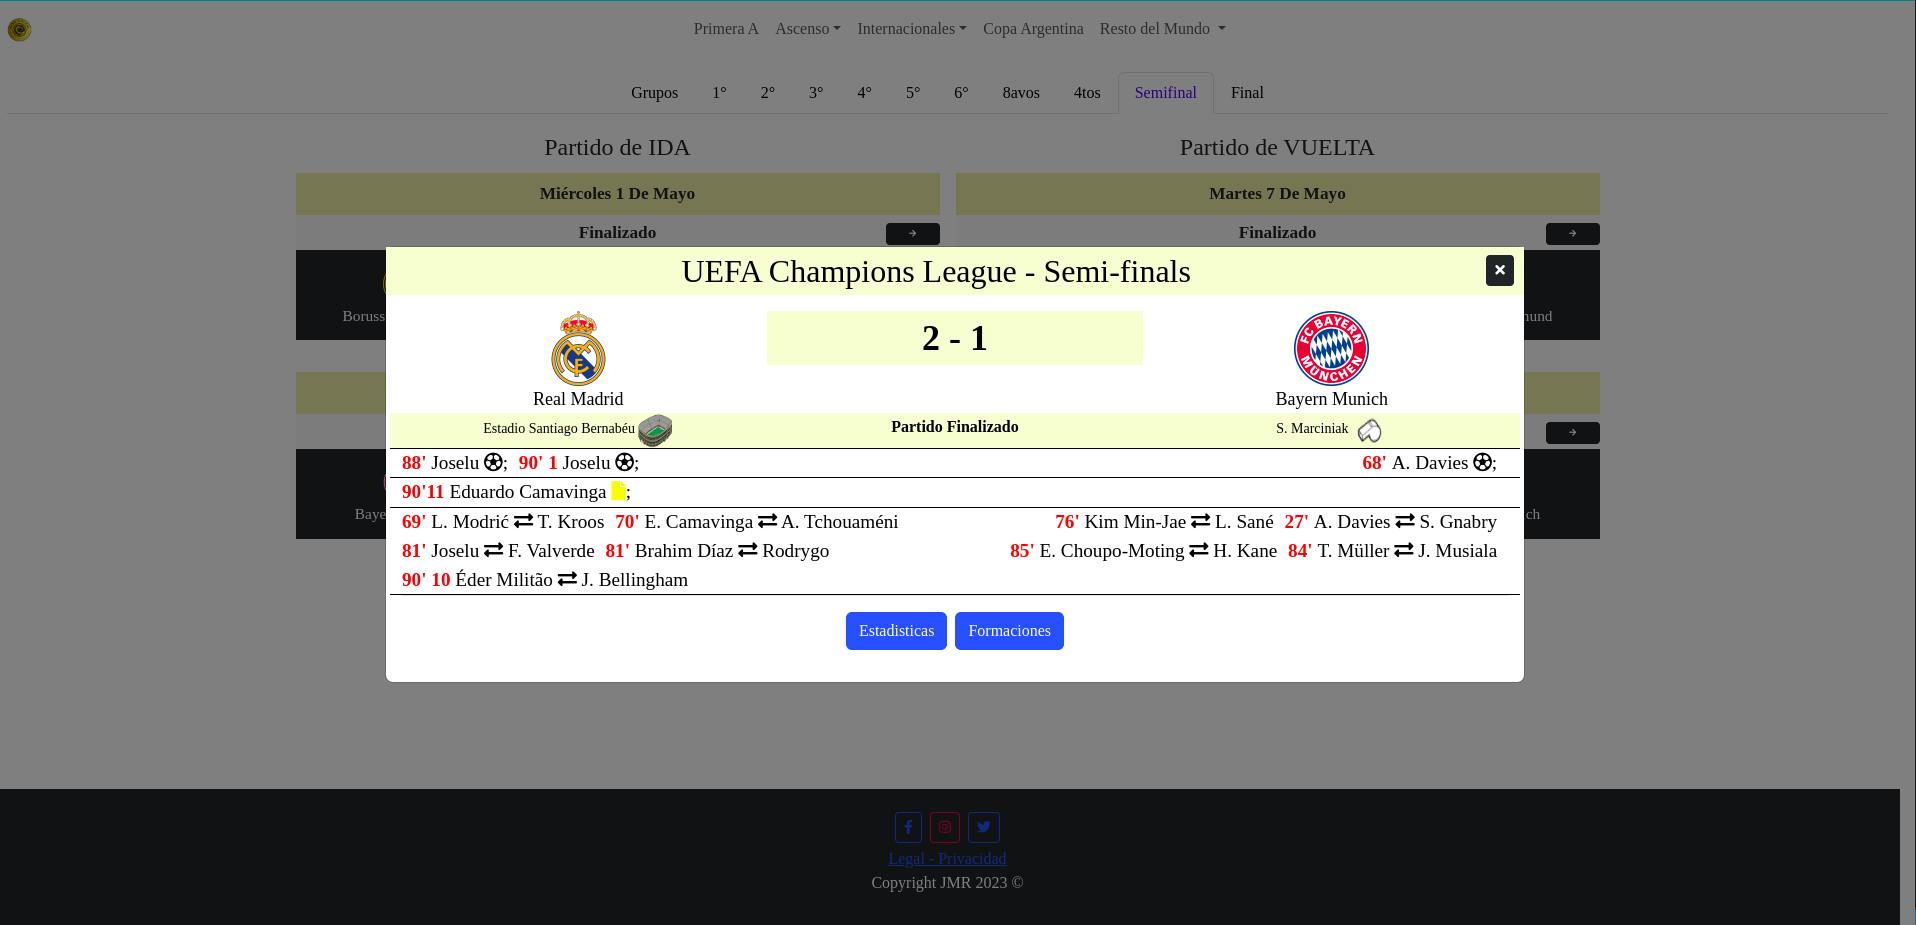 Primera A Ascenso Internacionales Copa Argentina Resto del Mundo
Grupos 1° 2° 3° 4° 5° 6° 8avos 4tos Semifinal Final
Partido de IDA Partido de VUELTA
Miércoles 1 De Mayo Martes 7 De Mayo
Finalizado → Finalizado →
UEFA Champions League - Semi-finals
2 - 1
FC BAYERN MÜNCHEN
Real Madrid Bayern Munich
Estadio Santiago Bernabéu Partido Finalizado S. Marciniak
88' Joselu ; 90' 1 Joselu ; 68' A. Davies ;
90'11 Eduardo Camavinga ;
69' L. Modrić T. Kroos 70' E. Camavinga A. Tchouaméni 76' Kim Min-Jae L. Sané 27' A. Davies S. Gnabry
81' Joselu F. Valverde 81' Brahim Díaz Rodrygo 85' E. Choupo-Moting H. Kane 84' T. Müller J. Musiala
90' 10 Éder Militão J. Bellingham
Estadisticas Formaciones
Legal - Privacidad
Copyright JMR 2023 ©